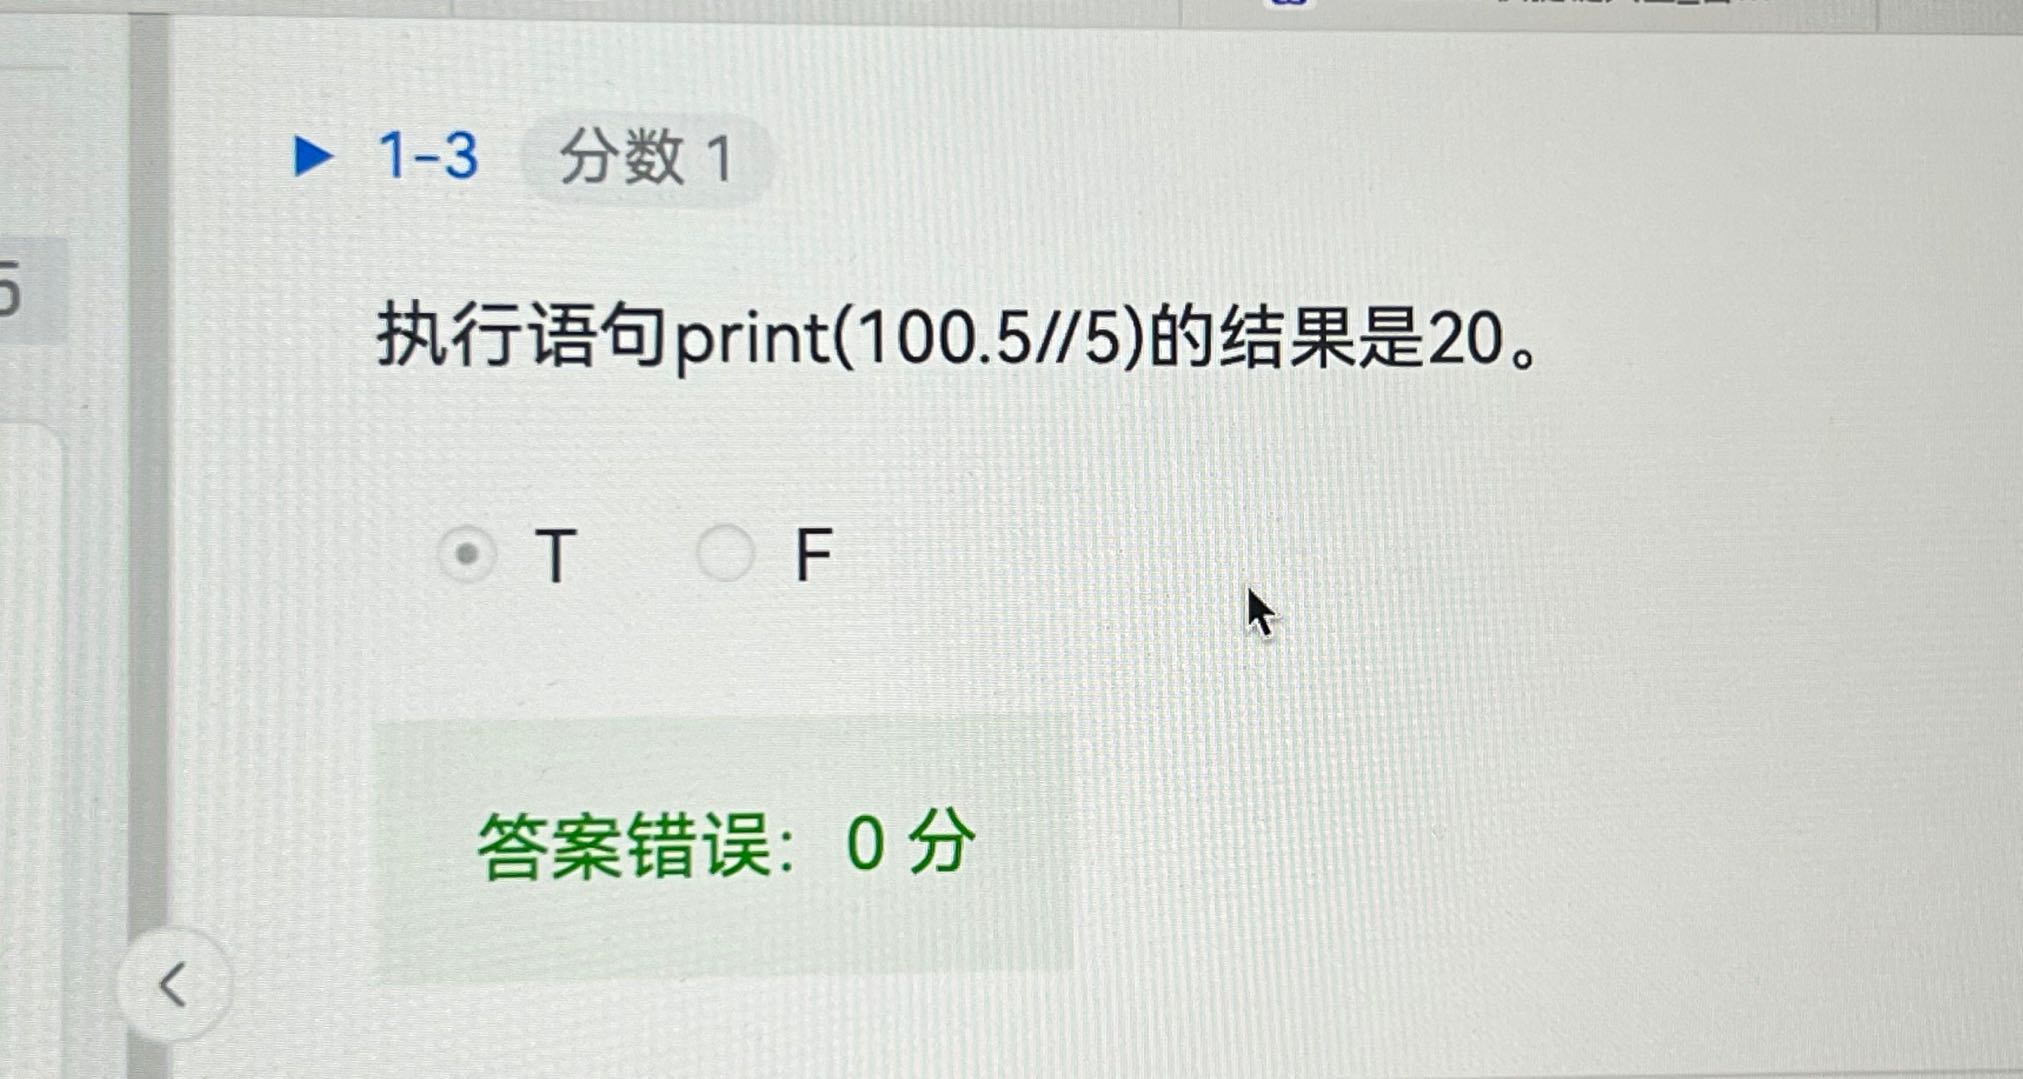 1-3 分数 1
5
执行语句print(100.5//5)的结果是20。
T F
答案错误: 0 分